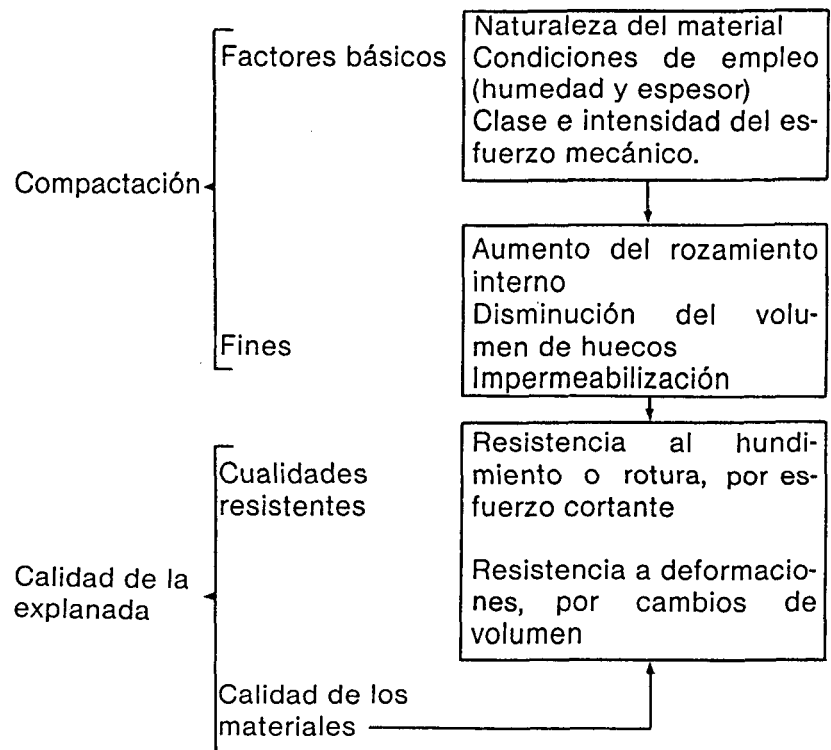 Compactación
Factores básicos
Naturaleza del material
Condiciones de empleo
(humedad y espesor)
Clase e intensidad del es-
fuerzo mecánico.
Fines
Aumento del rozamiento
interno
Disminución del volu-
men de huecos
Impermeabilización
Calidad de la
explanada
Cualidades
resistentes
Resistencia al hundi-
miento o rotura, por es-
fuerzo cortante
Resistencia a deformacio-
nes, por cambios de
volumen
Calidad de los
materiales